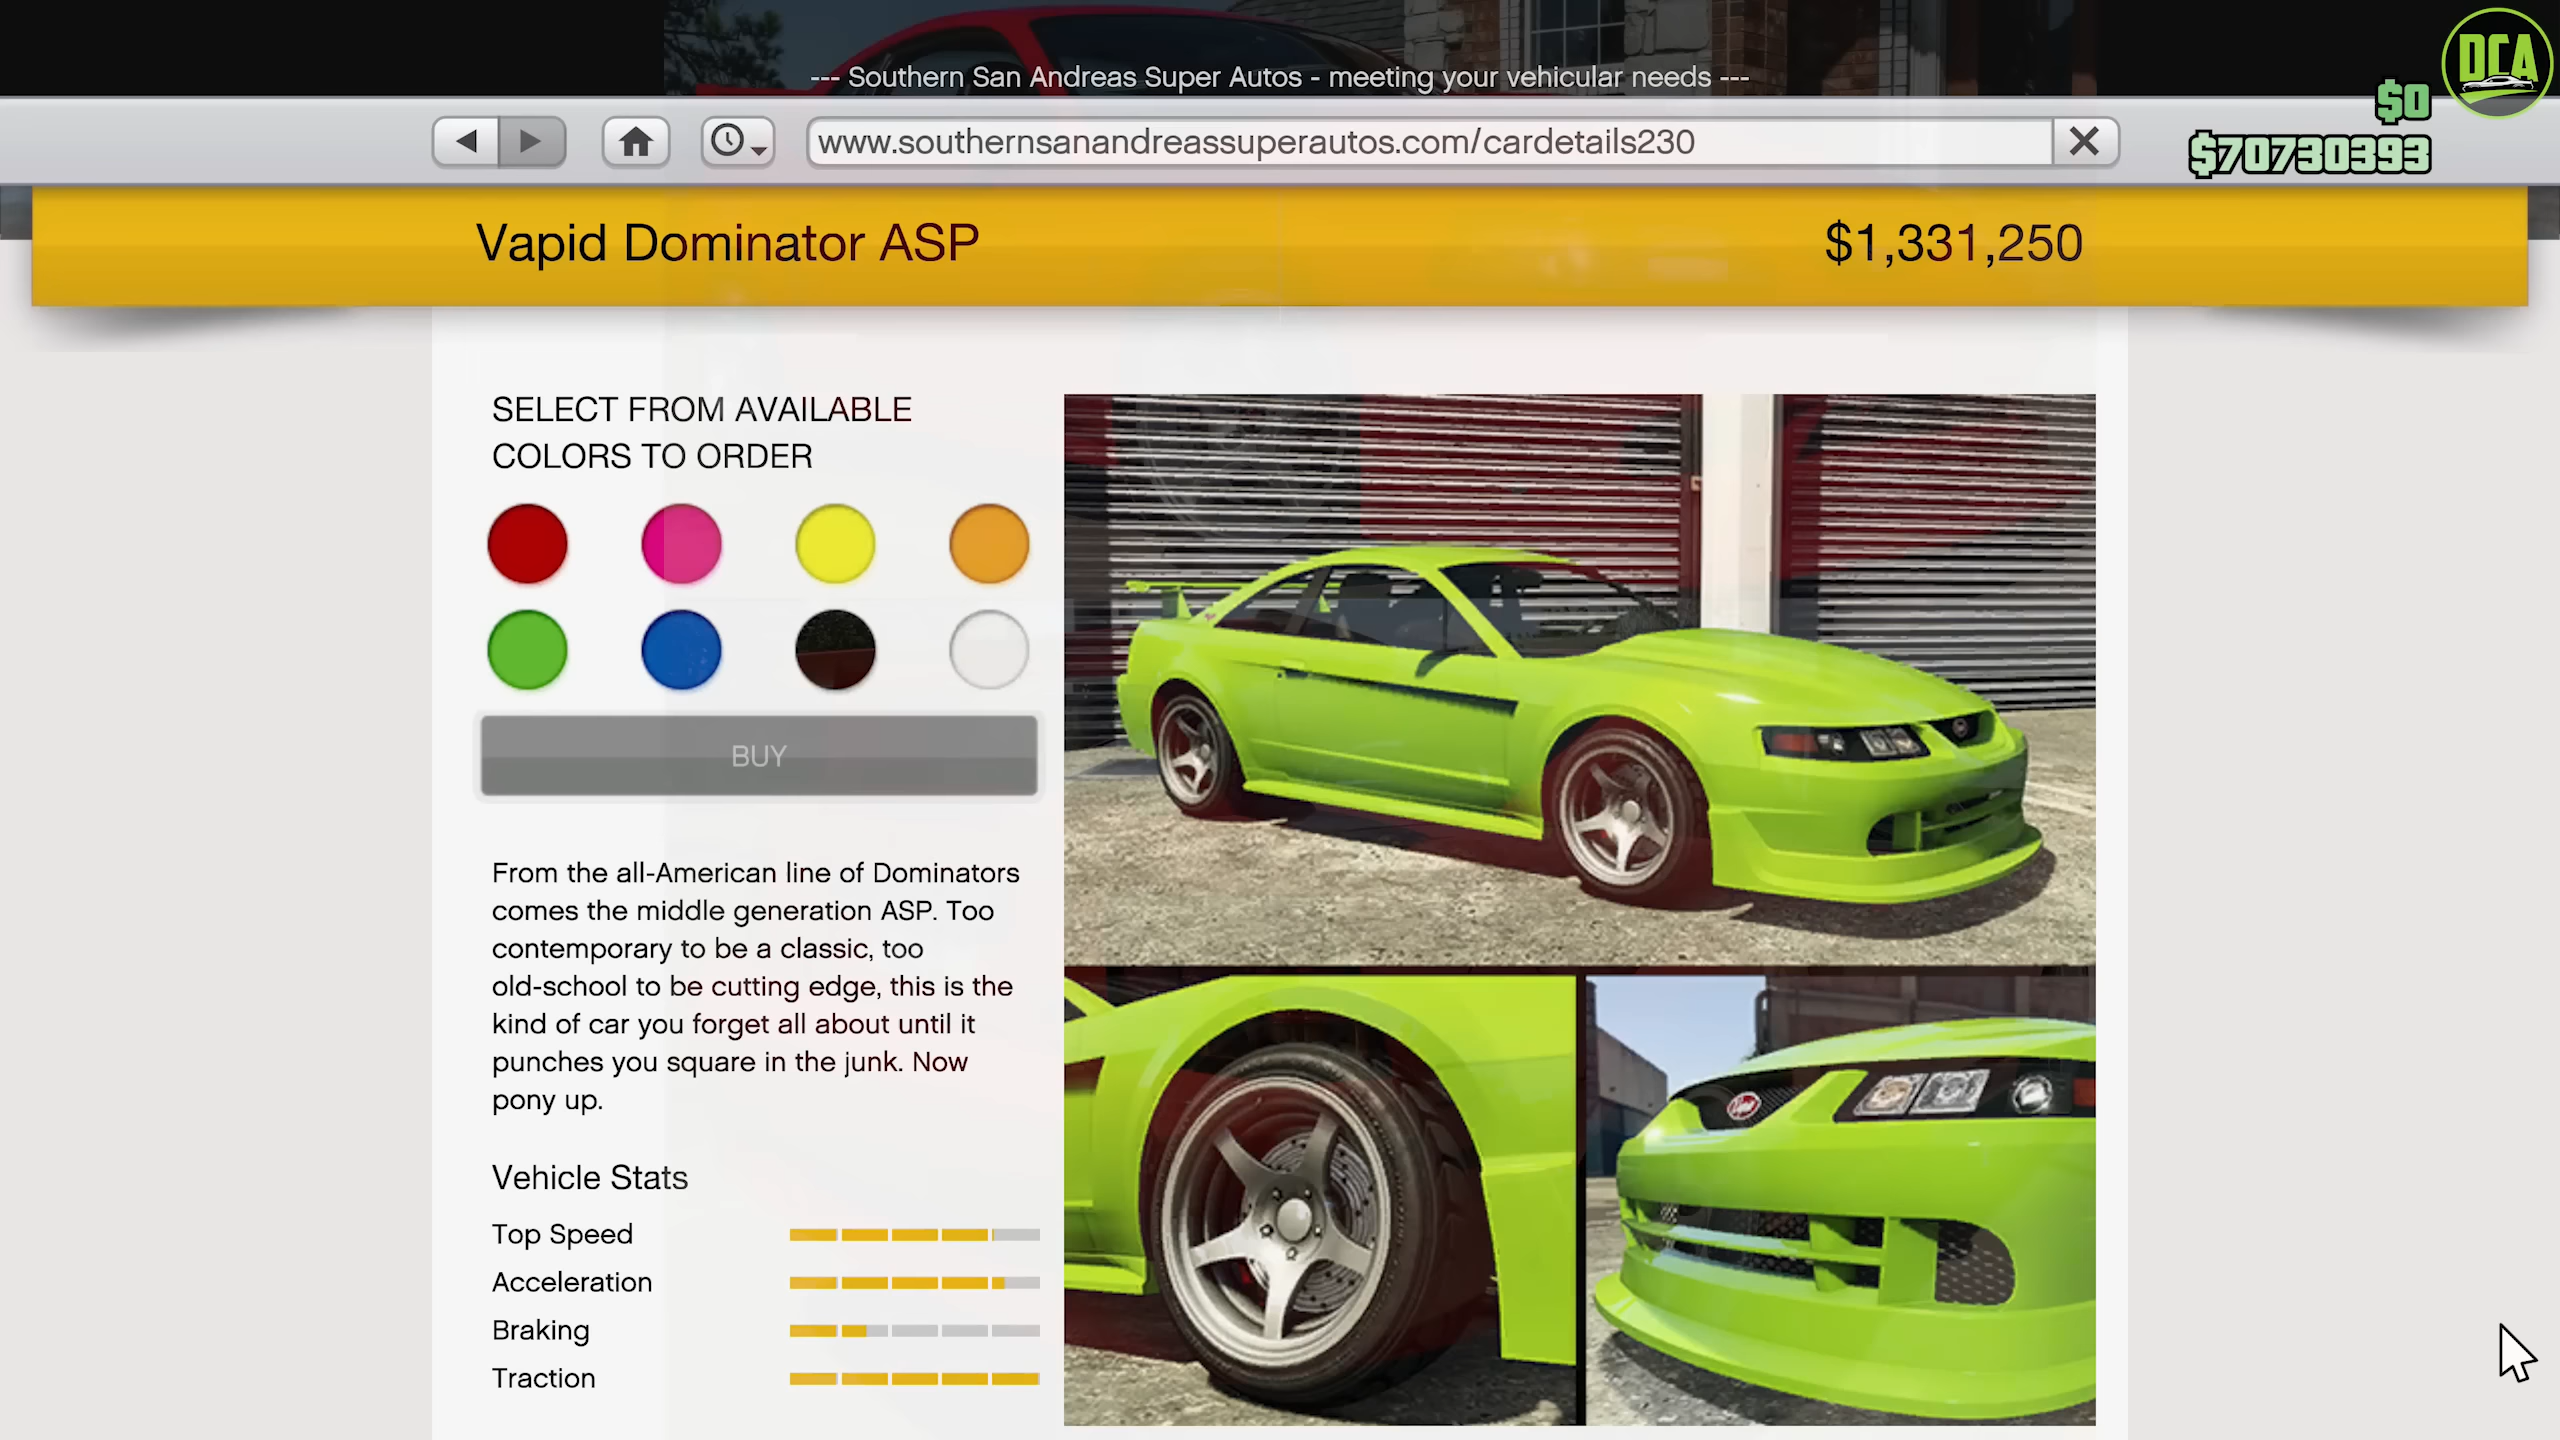 DCA
--- Southern San Andreas Super Autos - meeting your vehicular needs ---
$0
www.southernsanandreassuperautos.com/cardetails230
$70730393
Vapid Dominator ASP
$1,331,250
SELECT FROM AVAILABLE
COLORS TO ORDER
BUY
From the all-American line of Dominators
comes the middle generation ASP. Too
contemporary to be a classic, too
old-school to be cutting edge, this is the
kind of car you forget all about until it
punches you square in the junk. Now
pony up.
Vehicle Stats
Top Speed
Acceleration
Braking
Traction